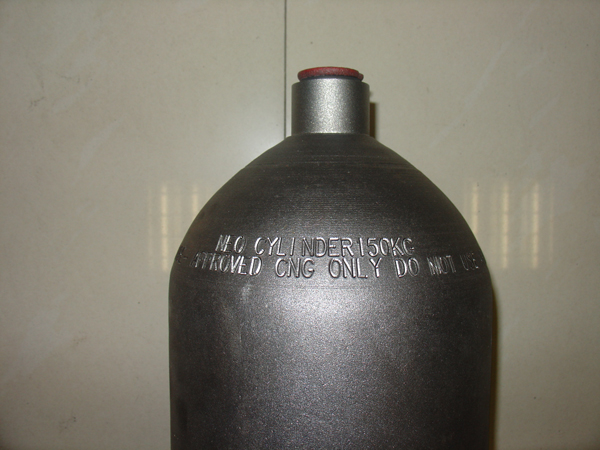 CYLINDER150KG
APPROVED CNG ONLY DO NOT